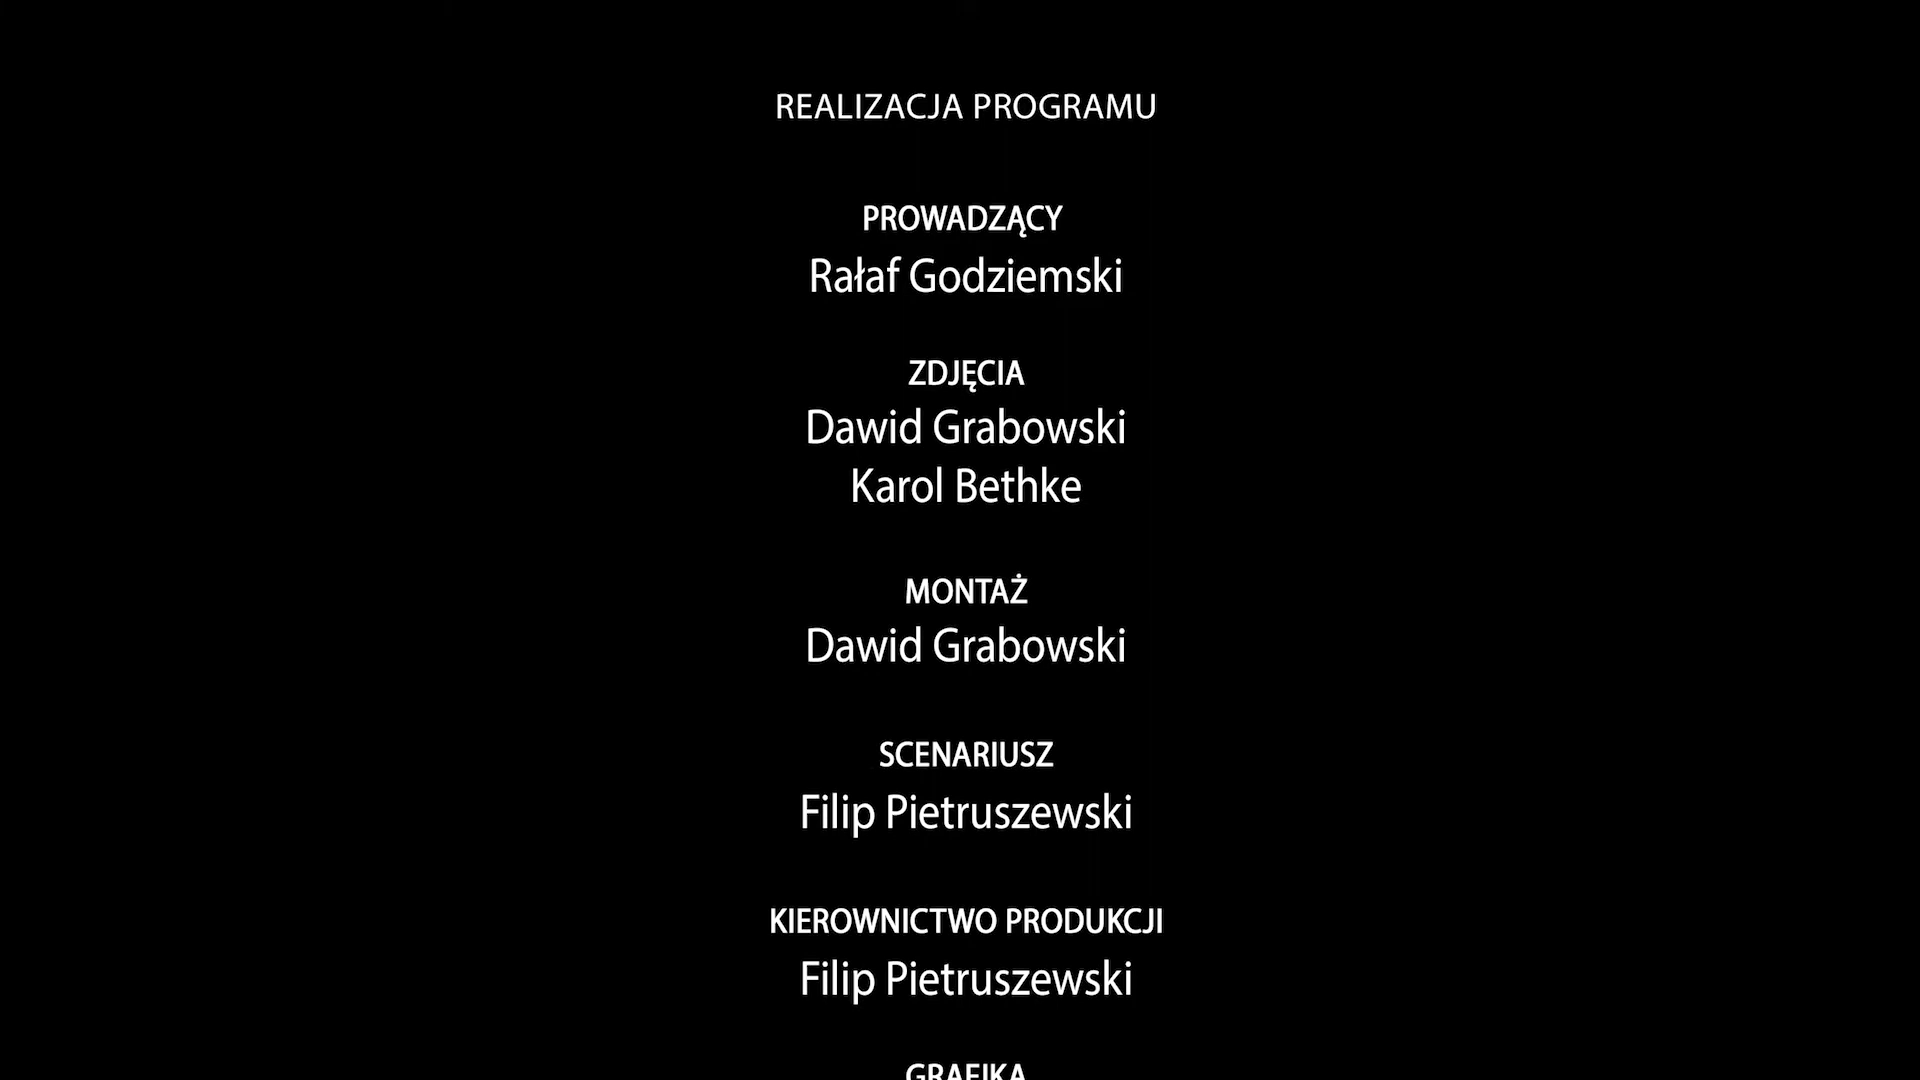 REALIZACJA PROGRAMU
PROWADZĄCY
Rałaf Godziemski
ZDJĘCIA
Dawid Grabowski
Karol Bethke
MONTAŻ
Dawid Grabowski
SCENARIUSZ
Filip Pietruszewski
KIEROWNICTWO PRODUKCJI
Filip Pietruszewski
GRAFIKA